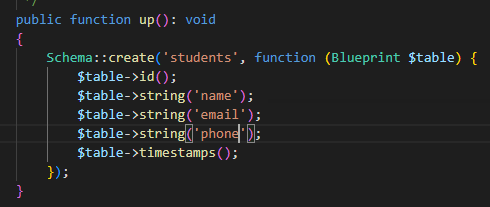 */
public function up(): void
{
    Schema::create('students', function (Blueprint $table) {
        $table->id();
        $table->string('name');
        $table->string('email');
        $table->string('phone');
        $table->timestamps();
    });
}